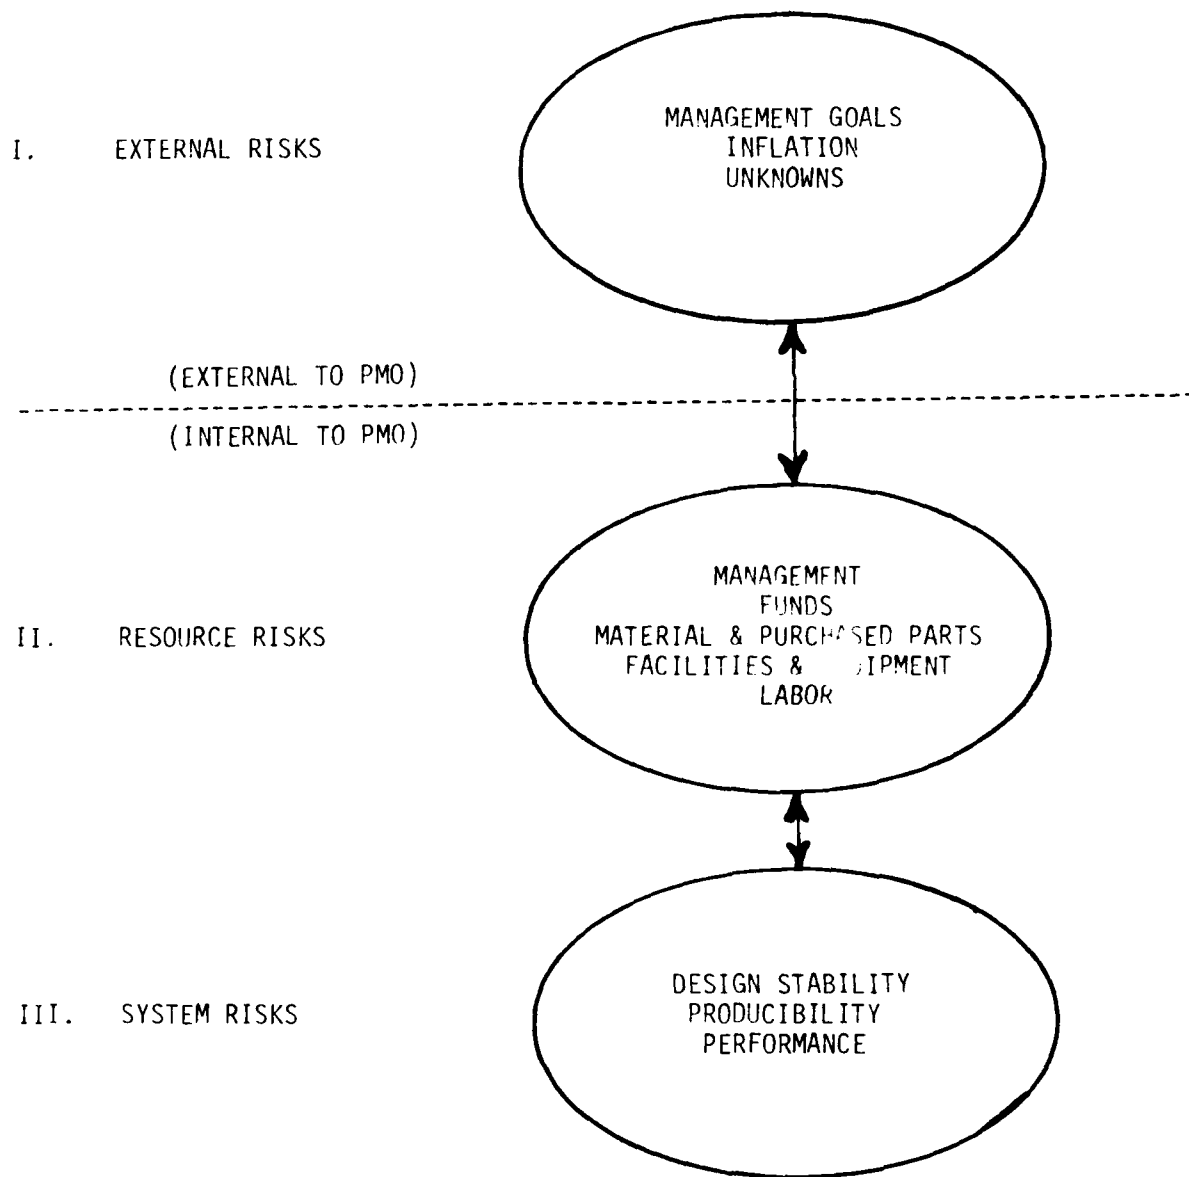 I. EXTERNAL RISKS
MANAGEMENT GOALS
INFLATION
UNKNOWNS
(EXTERNAL TO PMO)
(INTERNAL TO PMO)
II. RESOURCE RISKS
MANAGEMENT
FUNDS
MATERIAL & PURCHASED PARTS
FACILITIES &
LABOR
III. SYSTEM RISKS
DESIGN STABILITY
PRODUCIBILITY
PERFORMANCE